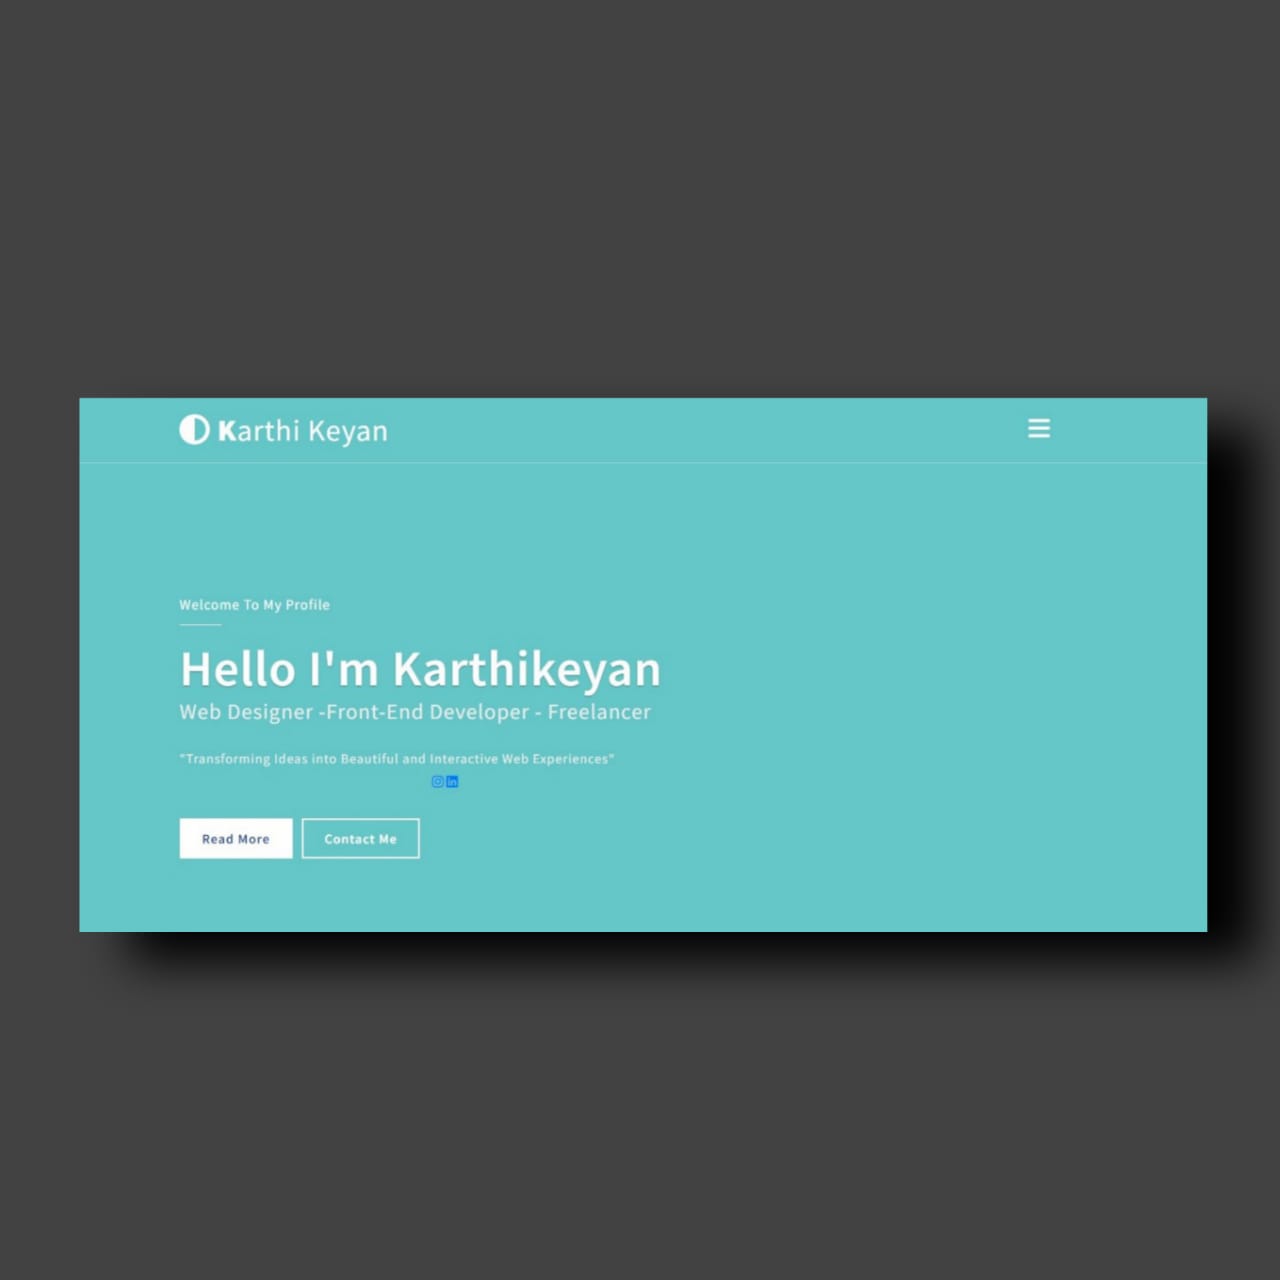 Karthi Keyan
Welcome To My Profile
Hello I'm Karthikeyan
Web Designer -Front-End Developer - Freelancer
"Transforming Ideas into Beautiful and Interactive Web Experiences"
in
Read More
Contact Me